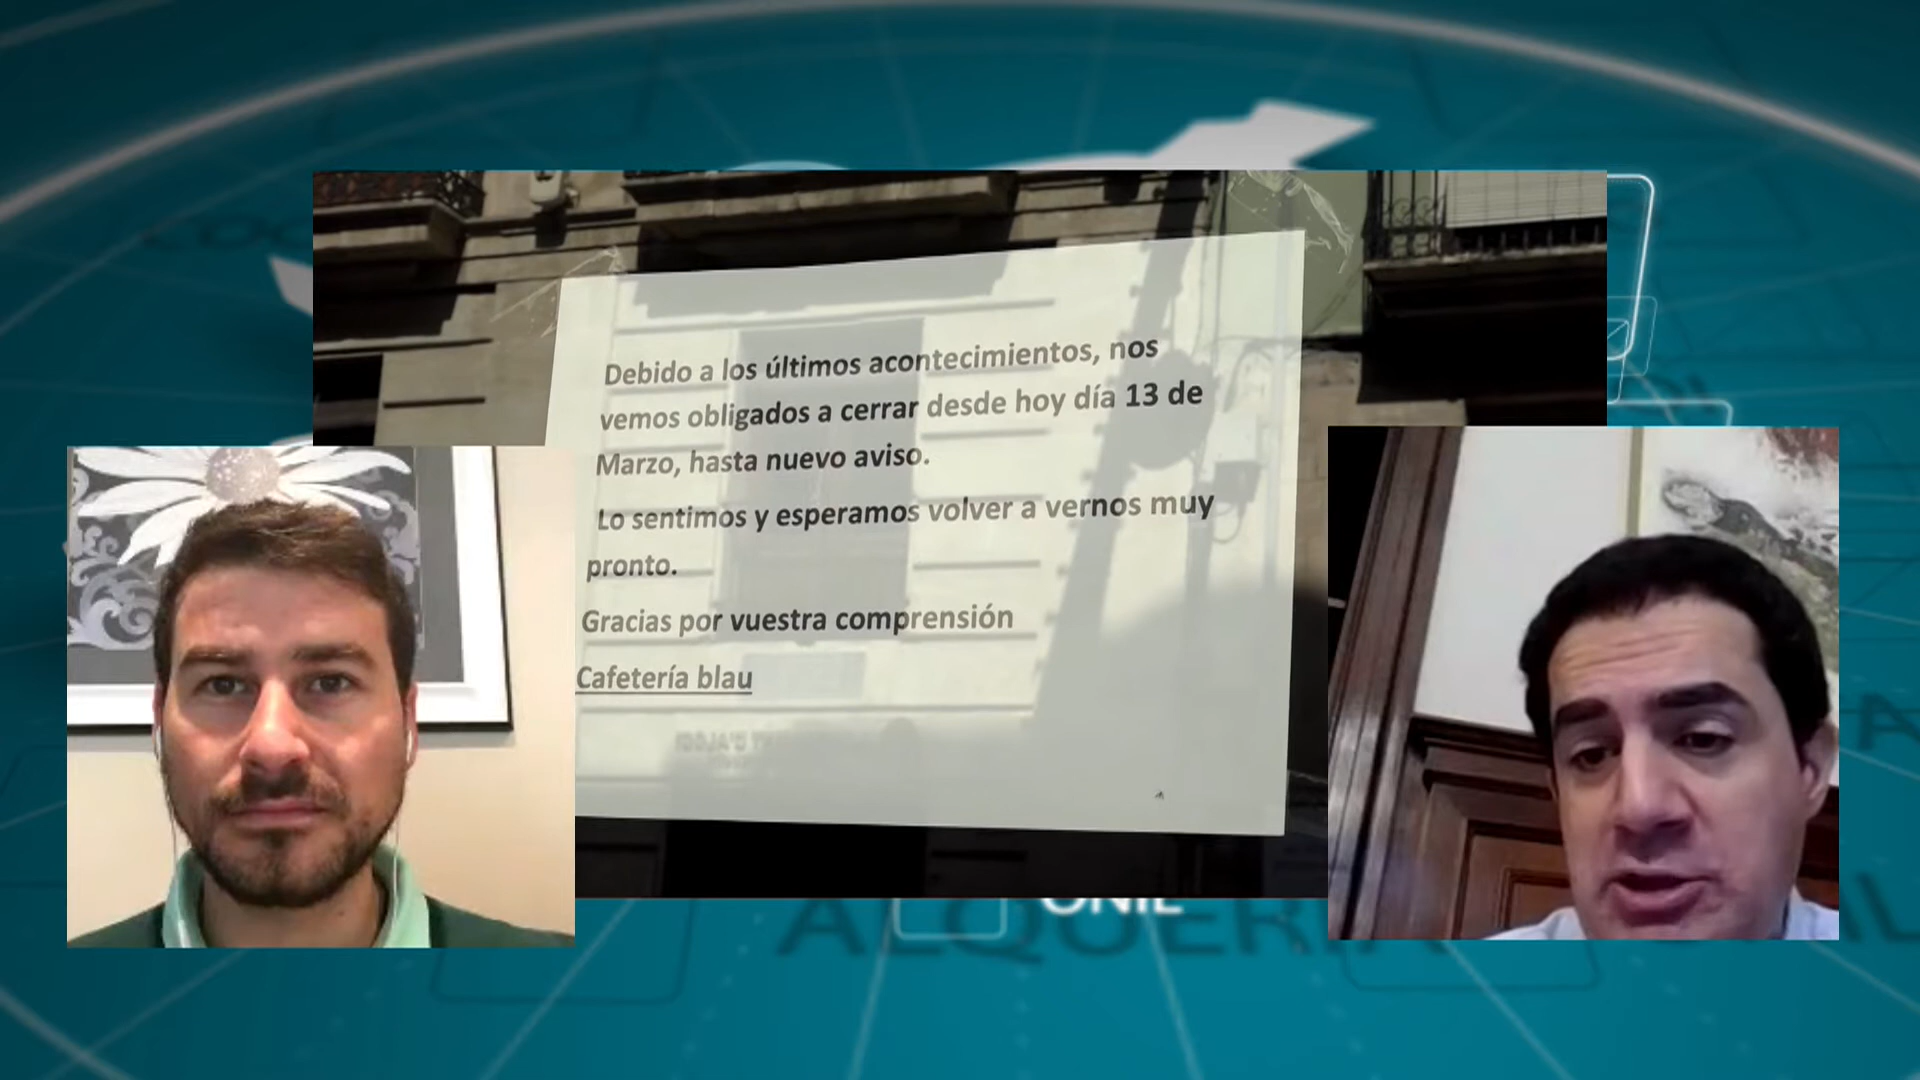 Debido a los últimos acontecimientos, nos
vemos obligados a cerrar desde hoy día 13 de
Marzo, hasta nuevo aviso.
Lo sentimos y esperamos volver a vernos muy
pronto.
Gracias por vuestra comprensión
Cafetería blau
ONIL